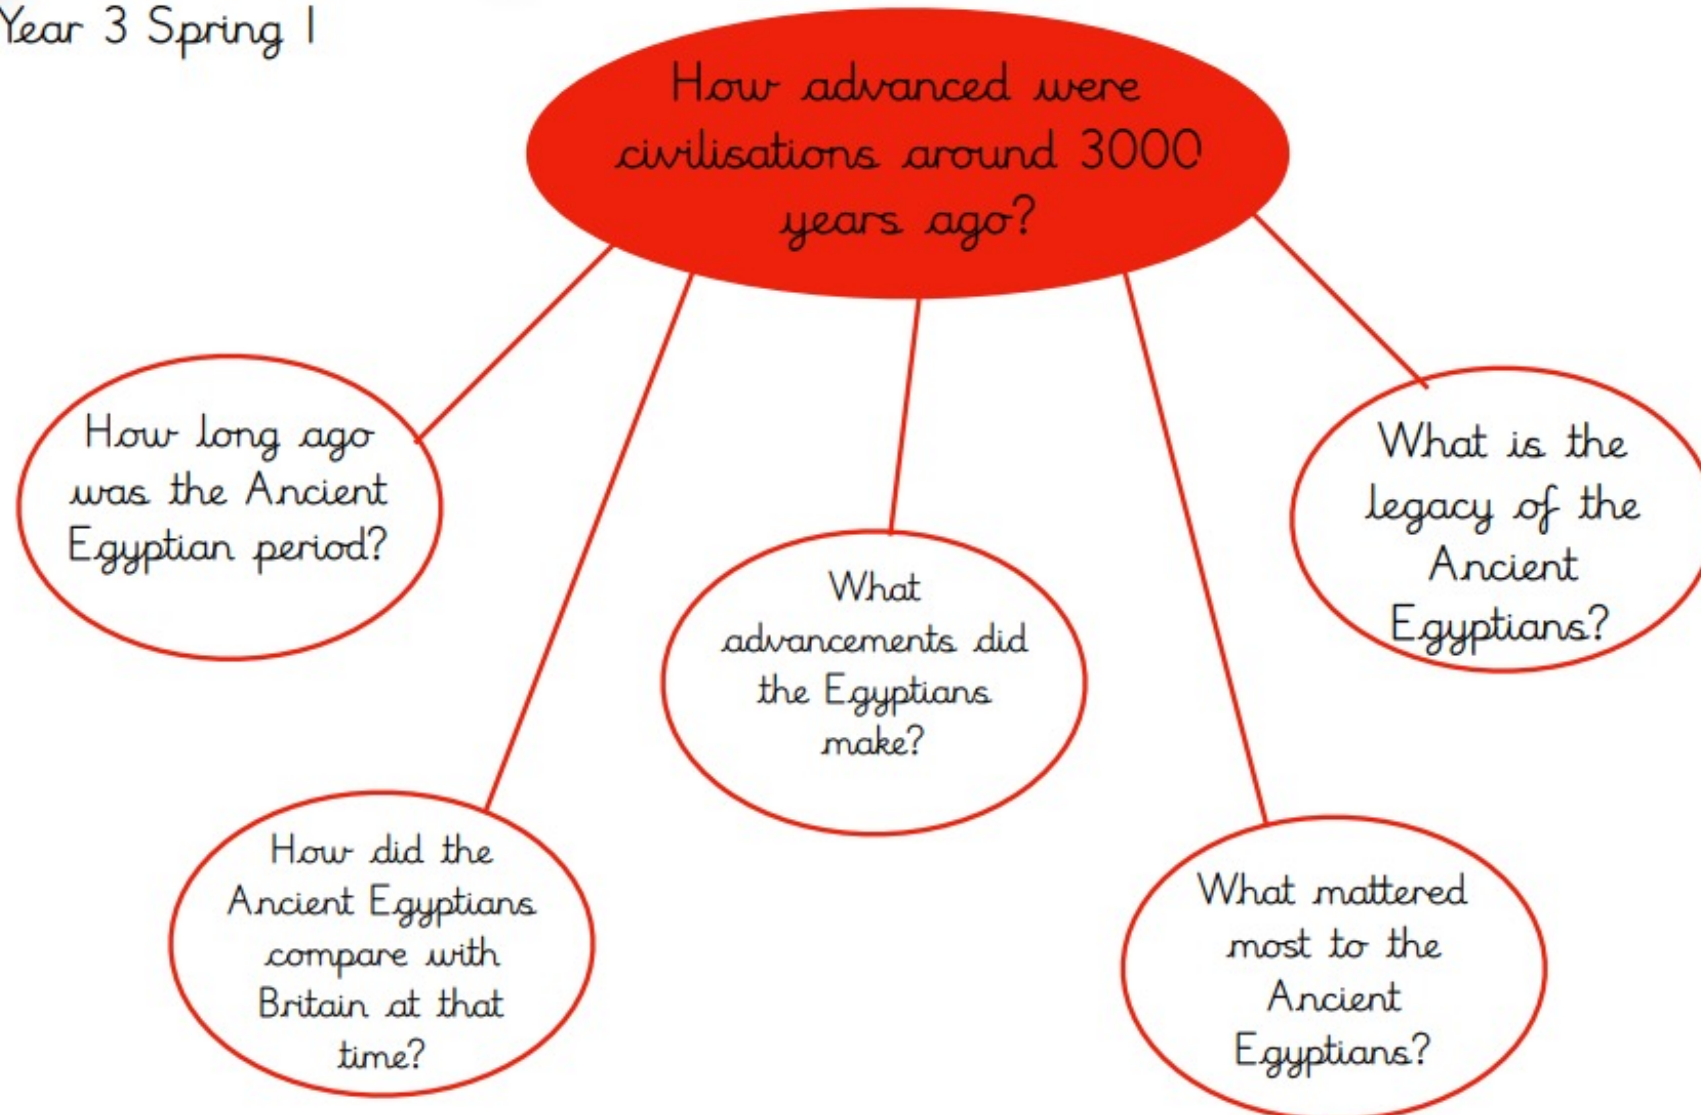 Year 3 Spring 1
How advanced were
civilisations around 3000
years ago?
How long ago
was the Ancient
Egyptian period?
How did the
Ancient Egyptians
compare with
Britain at that
time?
What
advancements did
the Egyptians
make?
What mattered
most to the
Ancient
Egyptians?
What is the
legacy of the
Ancient
Egyptians?